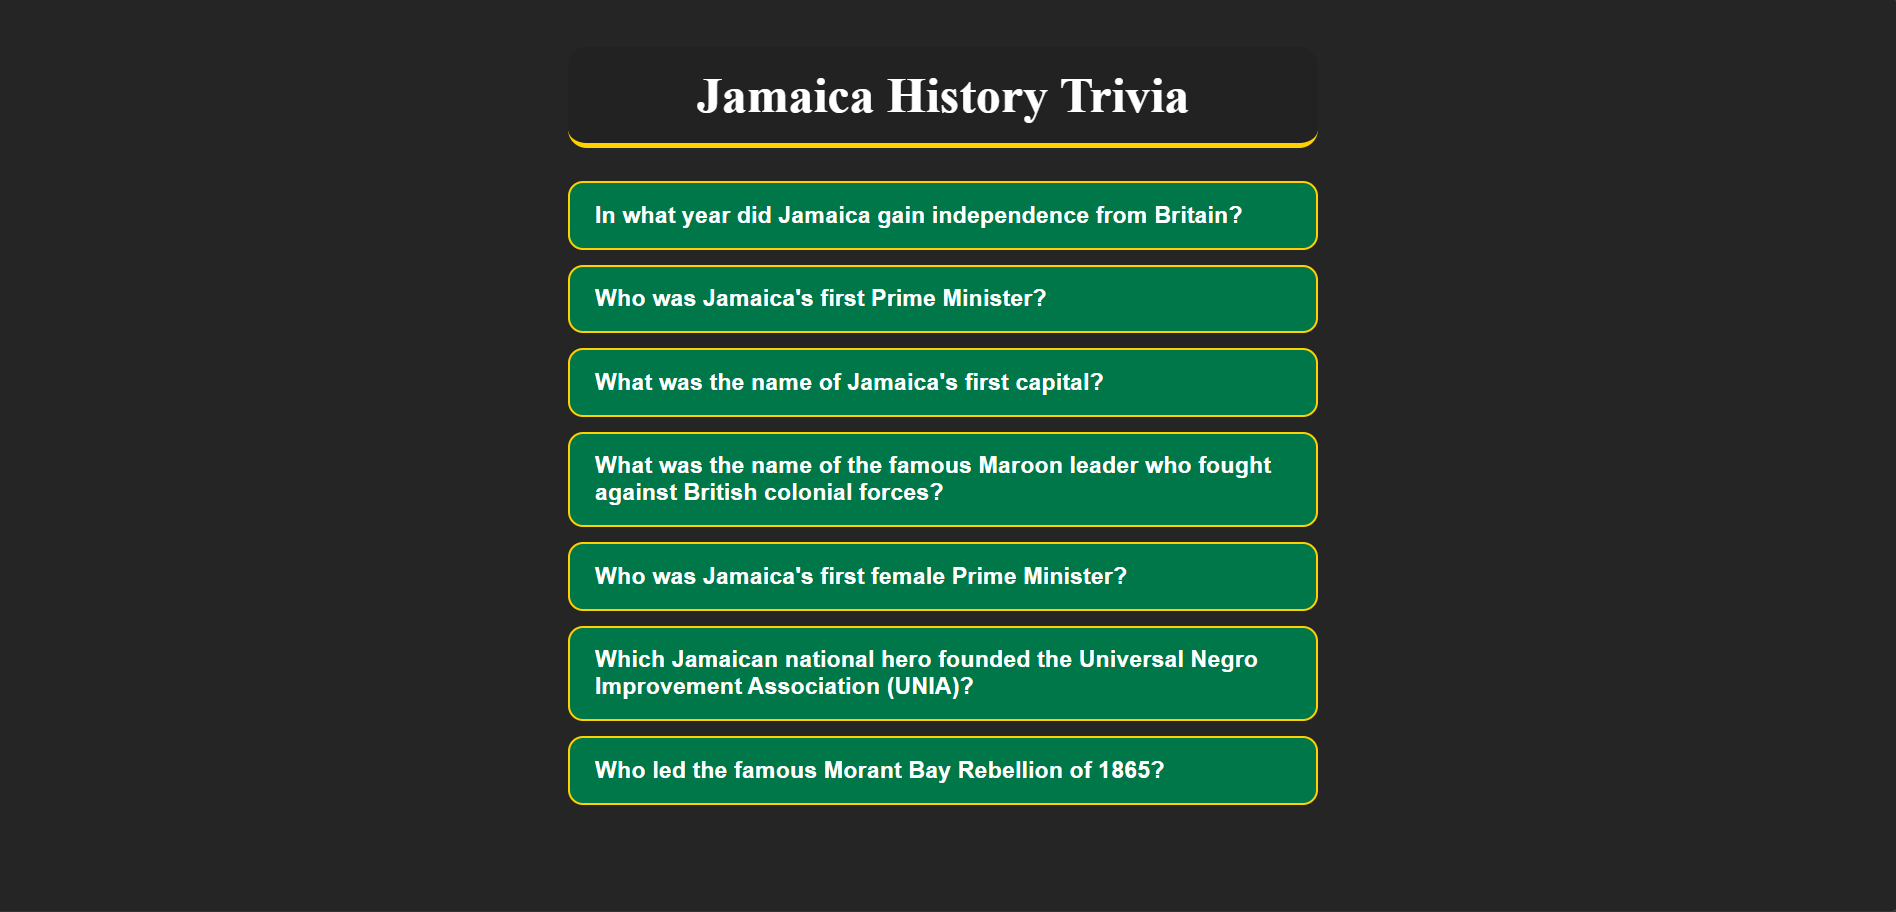 Jamaica History Trivia
In what year did Jamaica gain independence from Britain?
Who was Jamaica's first Prime Minister?
What was the name of Jamaica's first capital?
What was the name of the famous Maroon leader who fought
against British colonial forces?
Who was Jamaica's first female Prime Minister?
Which Jamaican national hero founded the Universal Negro
Improvement Association (UNIA)?
Who led the famous Morant Bay Rebellion of 1865?